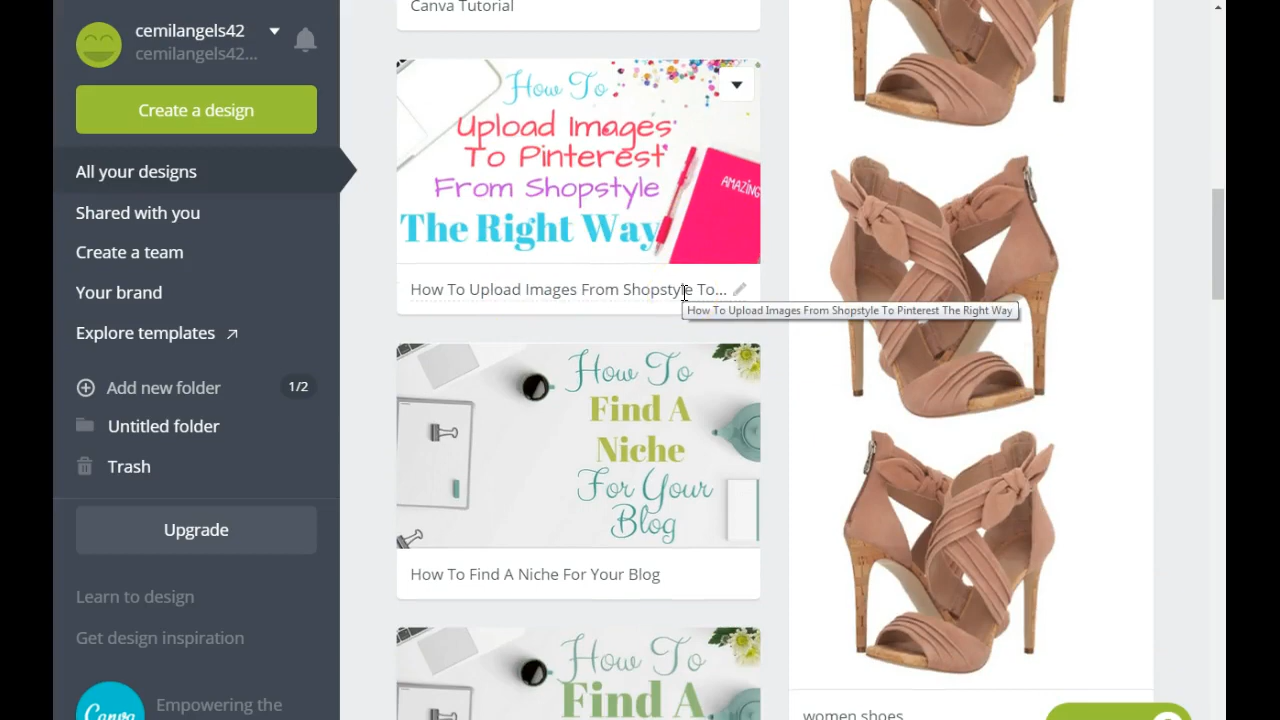 cemilangels42
cemilangels42...
Create a design
All your designs
Shared with you
Create a team
Your brand
Explore templates
Add new folder
1/2
Untitled folder
Trash
Upgrade
Learn to design
Get design inspiration
Canva
Empowering the
Canva Tutorial
How To
Upload Images
To Pinterest
From Shopstyle
The Right Way
AMAZING
How To Upload Images From Shopstyle To...
How To Upload Images From Shopstyle To Pinterest The Right Way
How To
Find A
Niche
For Your
Blog
How To Find A Niche For Your Blog
How To
Find A
women shoes